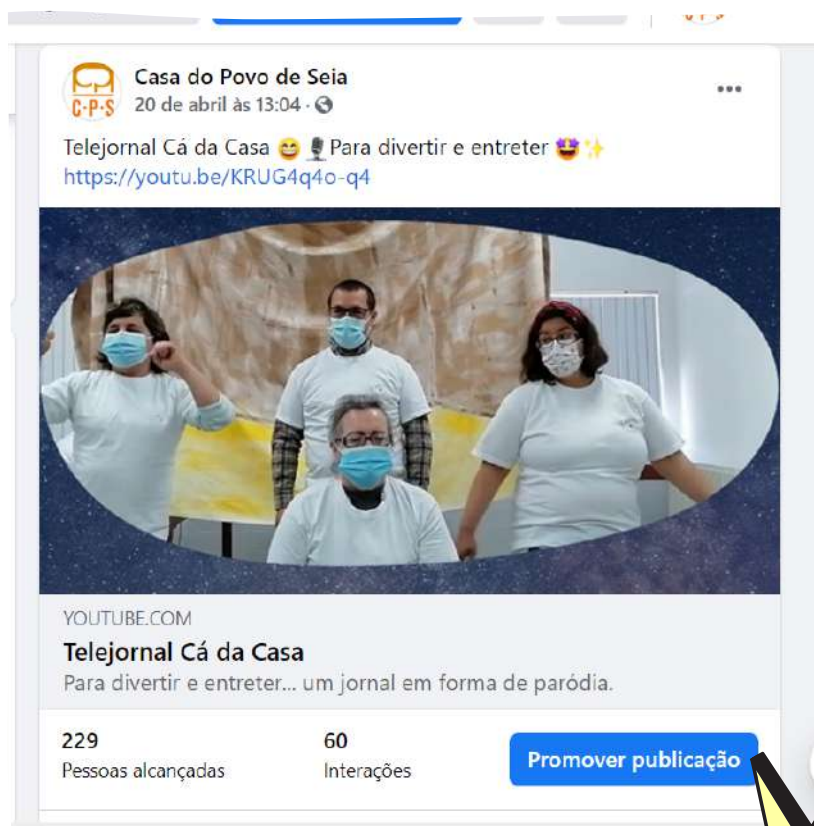 Casa do Povo de Seia
C·P·S
20 de abril às 13:04 ·
Telejornal Cá da Casa 😄 🎙️Para divertir e entreter 🤩✨
https://youtu.be/KRUG4q4o-q4
YOUTUBE.COM
Telejornal Cá da Casa
Para divertir e entreter... um jornal em forma de paródia.
229
Pessoas alcançadas
60
Interações
Promover publicação